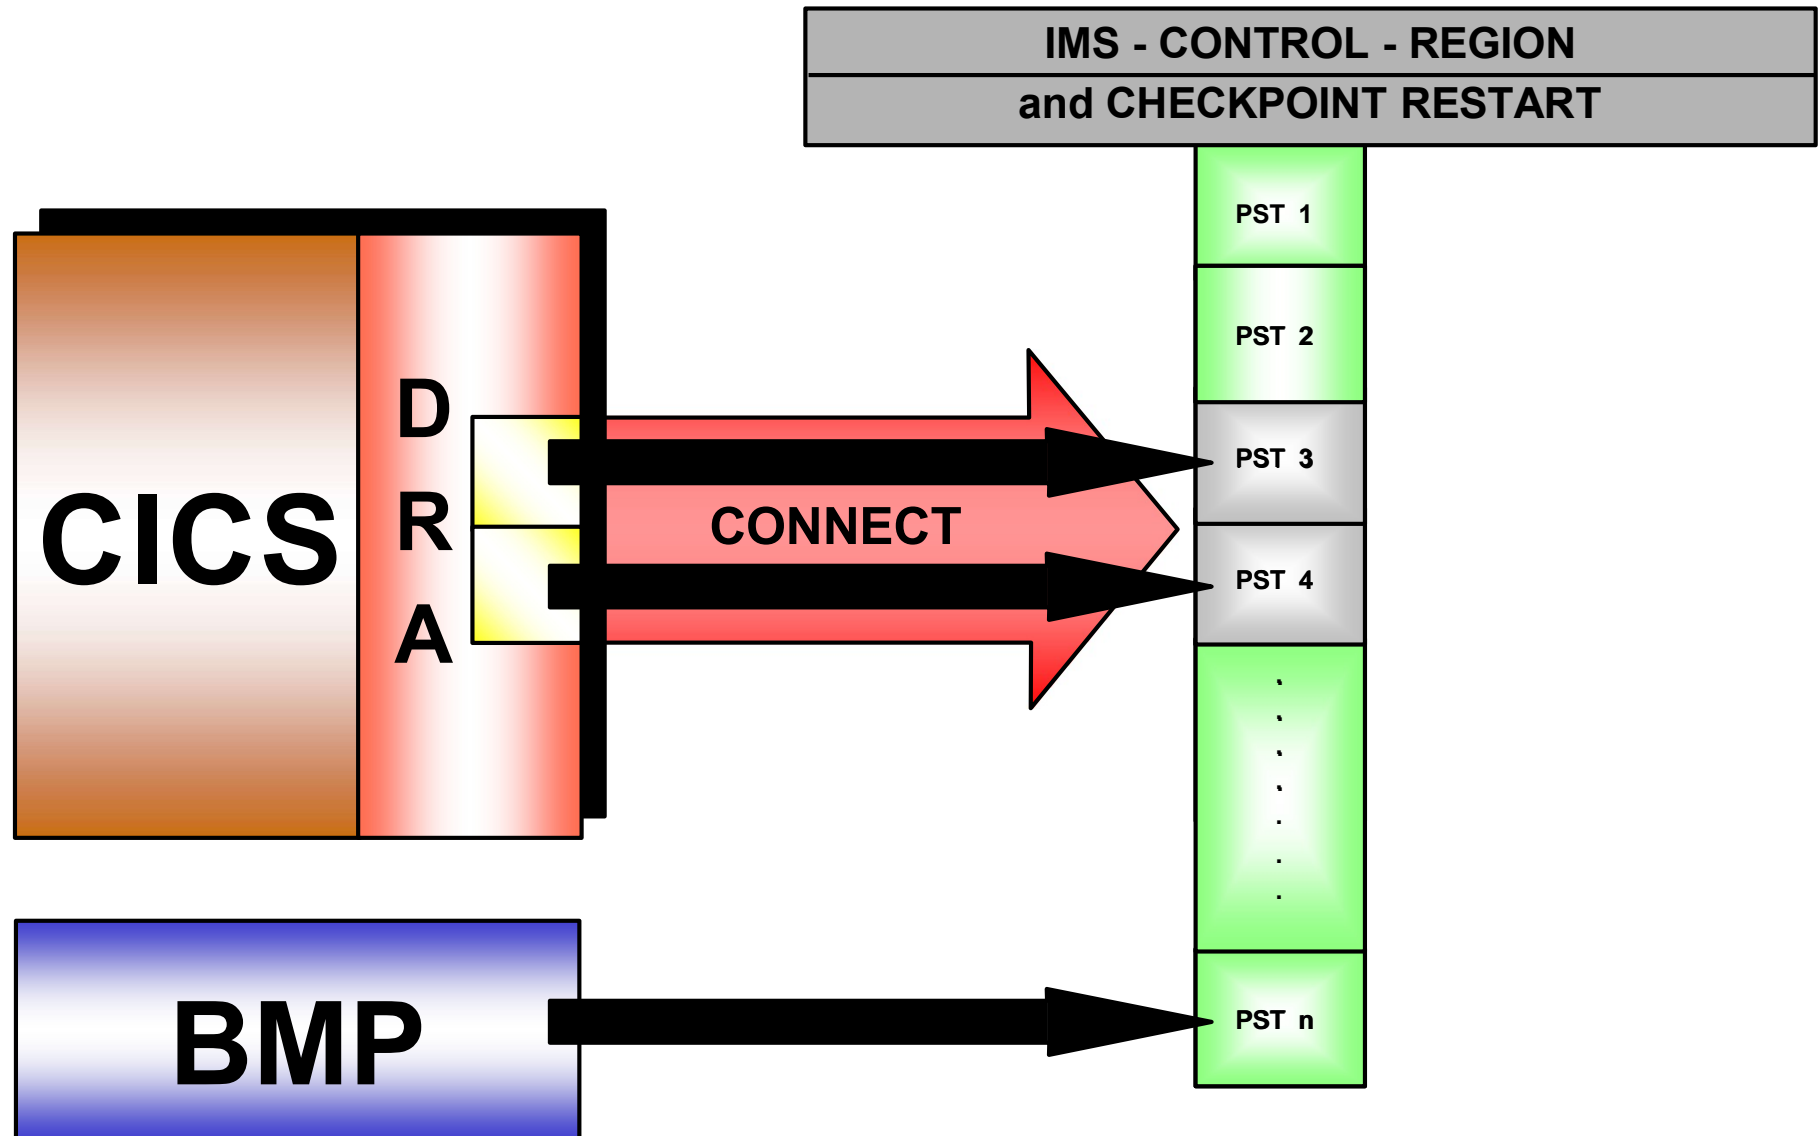 IMS - CONTROL - REGION
and CHECKPOINT RESTART
PST 1
PST 2
PST 3
PST 4
.
.
.
.
.
.
.
PST n
CICS
D
R
A
CONNECT
BMP